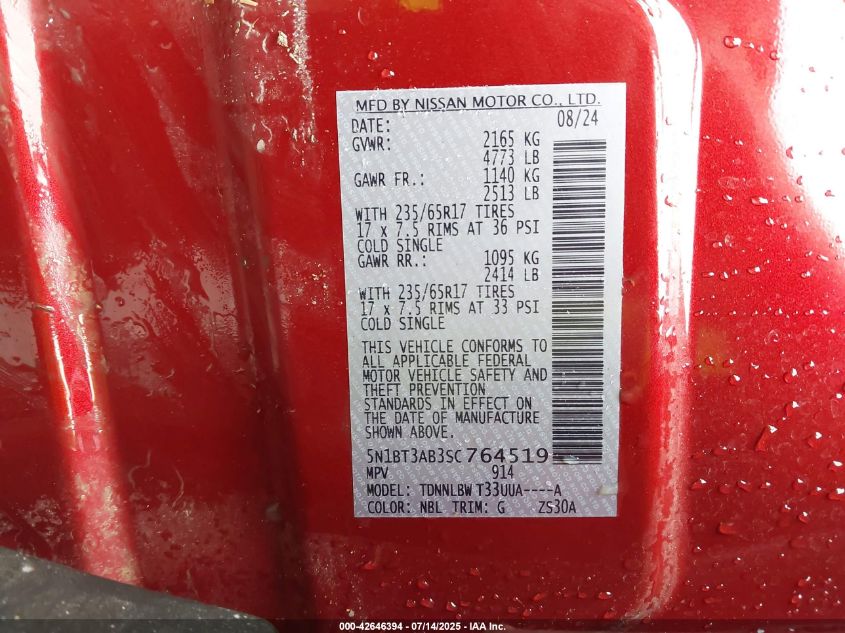 MFD BY NISSAN MOTOR CO., LTD.
DATE: 08/24
GVWR: 2165 KG
4773 LB
GAWR FR.: 1140 KG
2513 LB
WITH 235/65R17 TIRES
17 x 7.5 RIMS AT 36 PSI
COLD SINGLE
GAWR RR.: 1095 KG
2414 LB
WITH 235/65R17 TIRES
17 x 7.5 RIMS AT 33 PSI
COLD SINGLE
THIS VEHICLE CONFORMS TO
ALL APPLICABLE FEDERAL
MOTOR VEHICLE SAFETY AND
THEFT PREVENTION
STANDARDS IN EFFECT ON
THE DATE OF MANUFACTURE
SHOWN ABOVE.
5N1BT3AB3SC764519
MPV 914
MODEL: TDNNLBW T33UUA----A
COLOR: NBL TRIM: G ZS30A
000-42646394 - 07/14/2025 - IAA Inc.